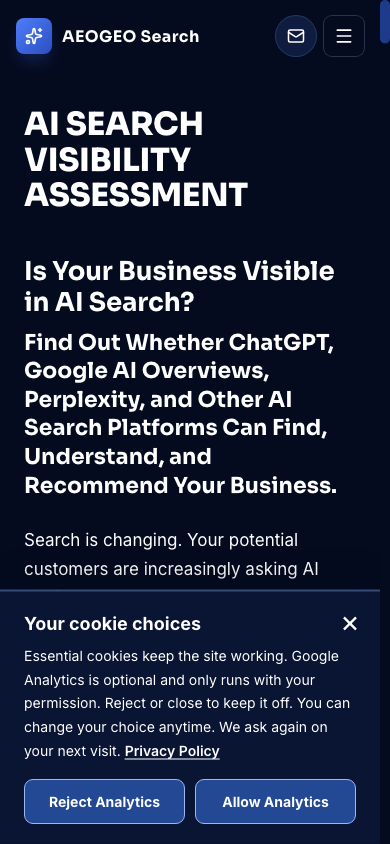 AEOGEO Search
AI SEARCH
VISIBILITY
ASSESSMENT
Is Your Business Visible
in AI Search?
Find Out Whether ChatGPT,
Google AI Overviews,
Perplexity, and Other AI
Search Platforms Can Find,
Understand, and
Recommend Your Business.
Search is changing. Your potential
customers are increasingly asking AI
Your cookie choices
Essential cookies keep the site working. Google
Analytics is optional and only runs with your
permission. Reject or close to keep it off. You can
change your choice anytime. We ask again on
your next visit. Privacy Policy
Reject Analytics
Allow Analytics